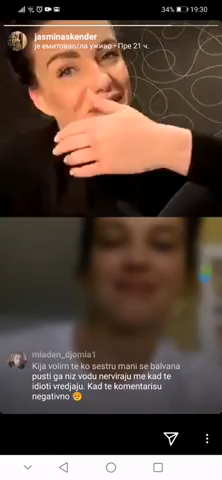 34% 19:30
jasminaskender
је емитовао/ла уживо • Пре 21 ч.
mladen_djomla1
Kija volim te ko sestru mani se balvana
pusti ga niz vodu nerviraju me kad te
idioti vredjaju. Kad te komentarisu
negativno 😗